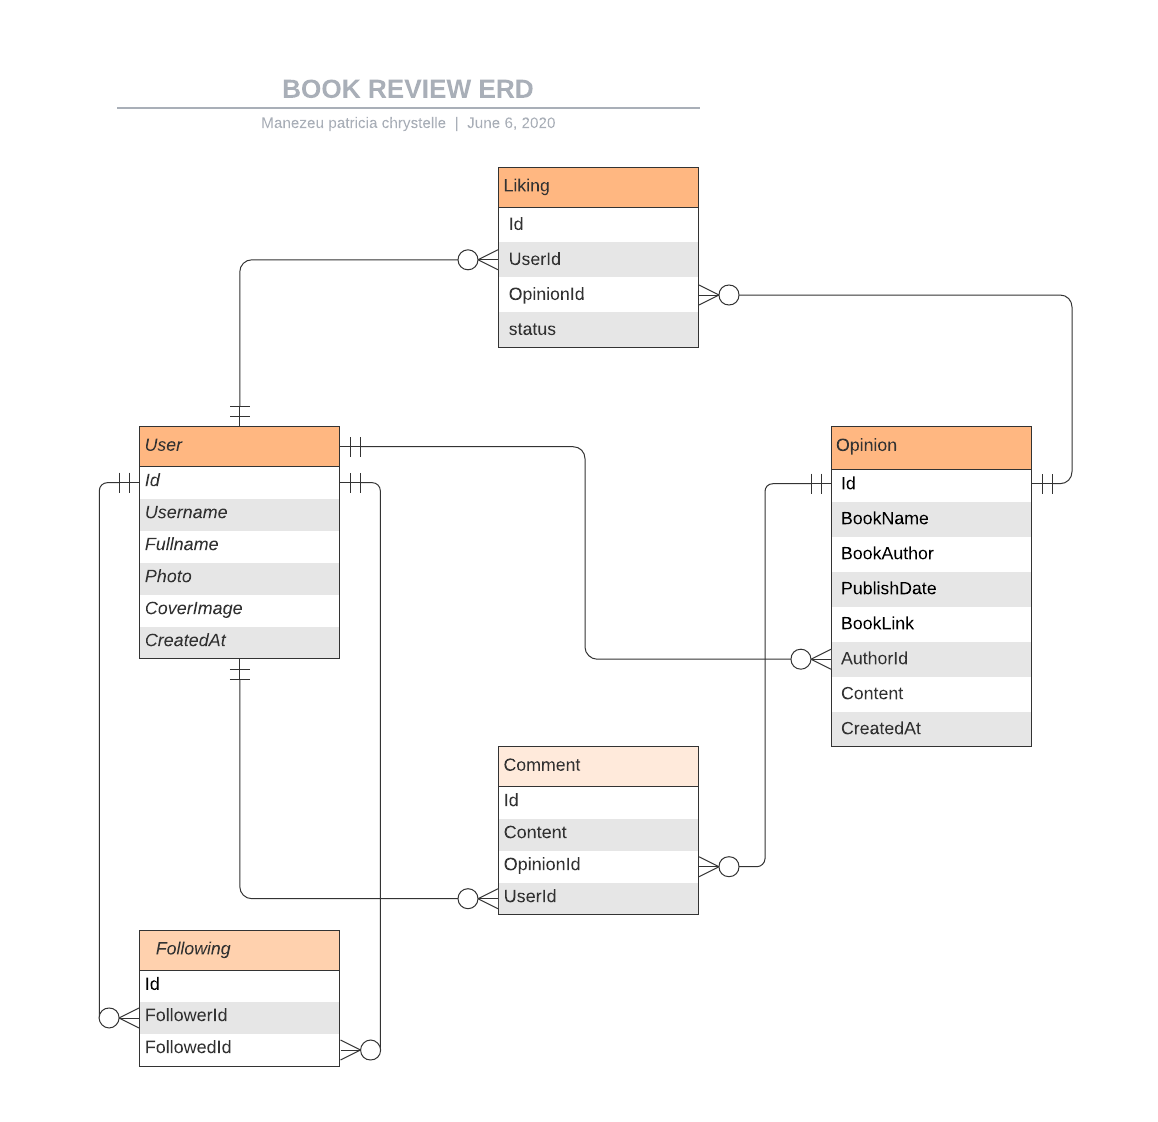 BOOK REVIEW ERD
Manezeu patricia chrystelle | June 6, 2020
Liking
Id
UserId
OpinionId
status
User
Id
Username
Fullname
Photo
CoverImage
CreatedAt
Opinion
Id
BookName
BookAuthor
PublishDate
BookLink
AuthorId
Content
CreatedAt
Comment
Id
Content
OpinionId
UserId
Following
Id
FollowerId
FollowedId